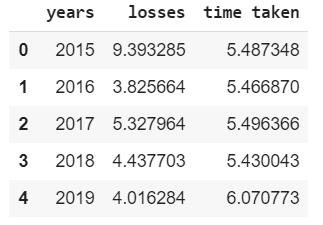 years losses time taken
0 2015 9.393285 5.487348
1 2016 3.825664 5.466870
2 2017 5.327964 5.496366
3 2018 4.437703 5.430043
4 2019 4.016284 6.070773